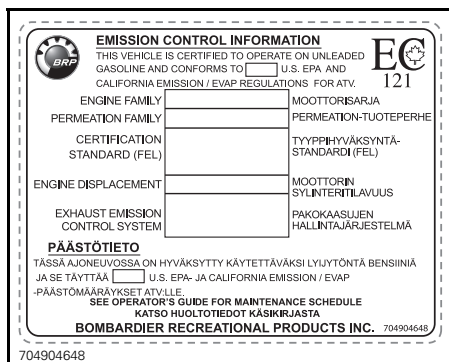 EMISSION CONTROL INFORMATION
BRP
THIS VEHICLE IS CERTIFIED TO OPERATE ON UNLEADED
GASOLINE AND CONFORMS TO U.S. EPA AND
CALIFORNIA EMISSION / EVAP REGULATIONS FOR ATV.
EC
121
ENGINE FAMILY MOOTTORISARJA
PERMEATION FAMILY PERMEATION-TUOTEPERHE
CERTIFICATION TYYPPIHYVÄKSYNTÄ-
STANDARD (FEL) STANDARDI (FEL)
ENGINE DISPLACEMENT MOOTTORIN
SYLINTERITILAVUUS
EXHAUST EMISSION PAKOKAASUJEN
CONTROL SYSTEM HALLINTAJÄRJESTELMÄ
PÄÄSTÖTIETO
TÄSSÄ AJONEUVOSSA ON HYVÄKSYTTY KÄYTETTÄVÄKSI LYIJYTÖNTÄ BENSIINIÄ
JA SE TÄYTTÄÄ U.S. EPA- JA CALIFORNIA EMISSION / EVAP
-PÄÄSTÖMÄÄRÄYKSET ATV:LLE.
SEE OPERATOR'S GUIDE FOR MAINTENANCE SCHEDULE
KATSO HUOLTOTIEDOT KÄSIKIRJASTA
BOMBARDIER RECREATIONAL PRODUCTS INC. 704904648
704904648